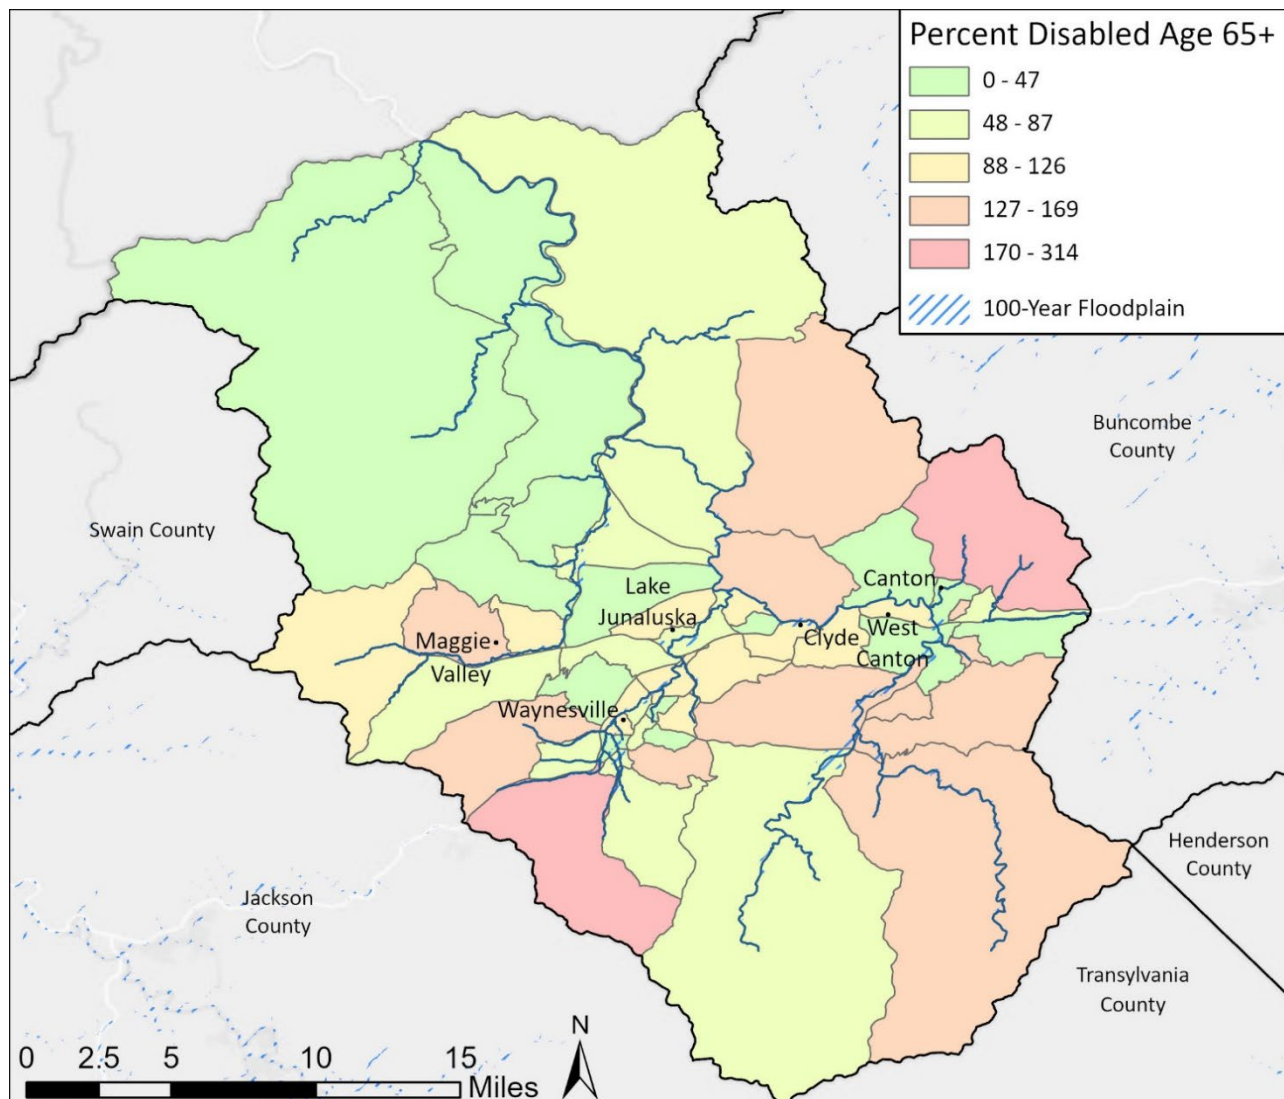 Percent Disabled Age 65+
0 - 47
48 - 87
88 - 126
127 - 169
170 - 314
100-Year Floodplain
Buncombe
County
Swain County
Canton
Lake
Junaluska
Maggie
Valley
Clyde
West
Canton
Waynesville
Henderson
County
Jackson
County
Transylvania
County
N
0 2.5 5 10 15
Miles